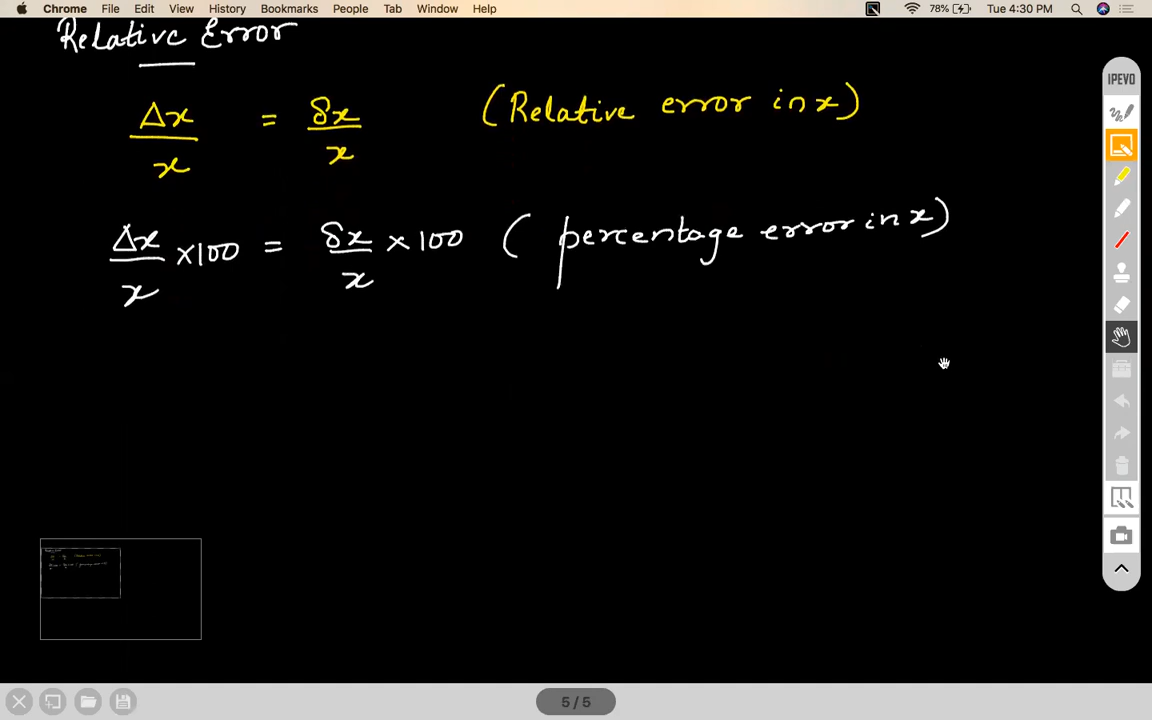 Chrome File Edit View History Bookmarks People Tab Window Help 78% Tue 4:30 PM
Relative Error
IPEVO
Δx/x = δx/x (Relative error in x)
Δx/x ×100 = δx/x ×100 ( percentage error in x)
5 / 5